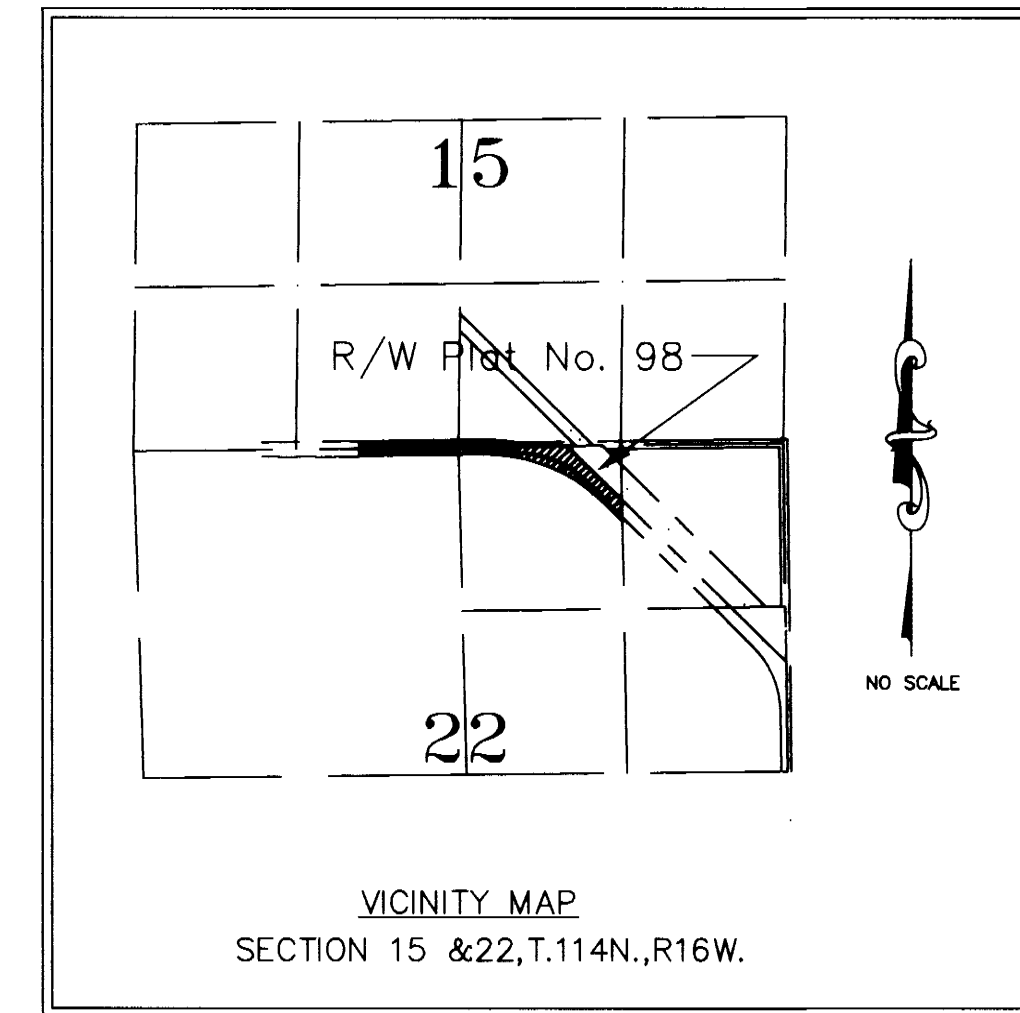 15
R/W Plat No. 98
NO SCALE
22
VICINITY MAP
SECTION 15 &22,T.114N.,R16W.